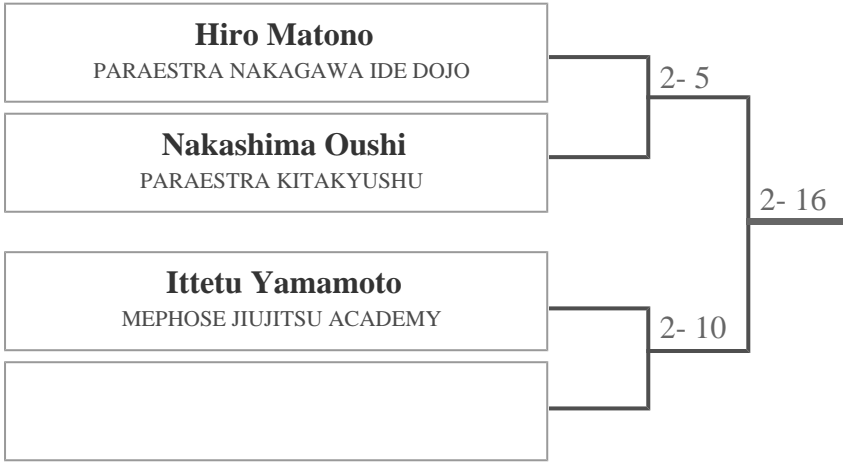 Hiro Matono
PARAESTRA NAKAGAWA IDE DOJO
2- 5
Nakashima Oushi
PARAESTRA KITAKYUSHU
2- 16
Ittetu Yamamoto
MEPHOSE JIUJITSU ACADEMY
2- 10